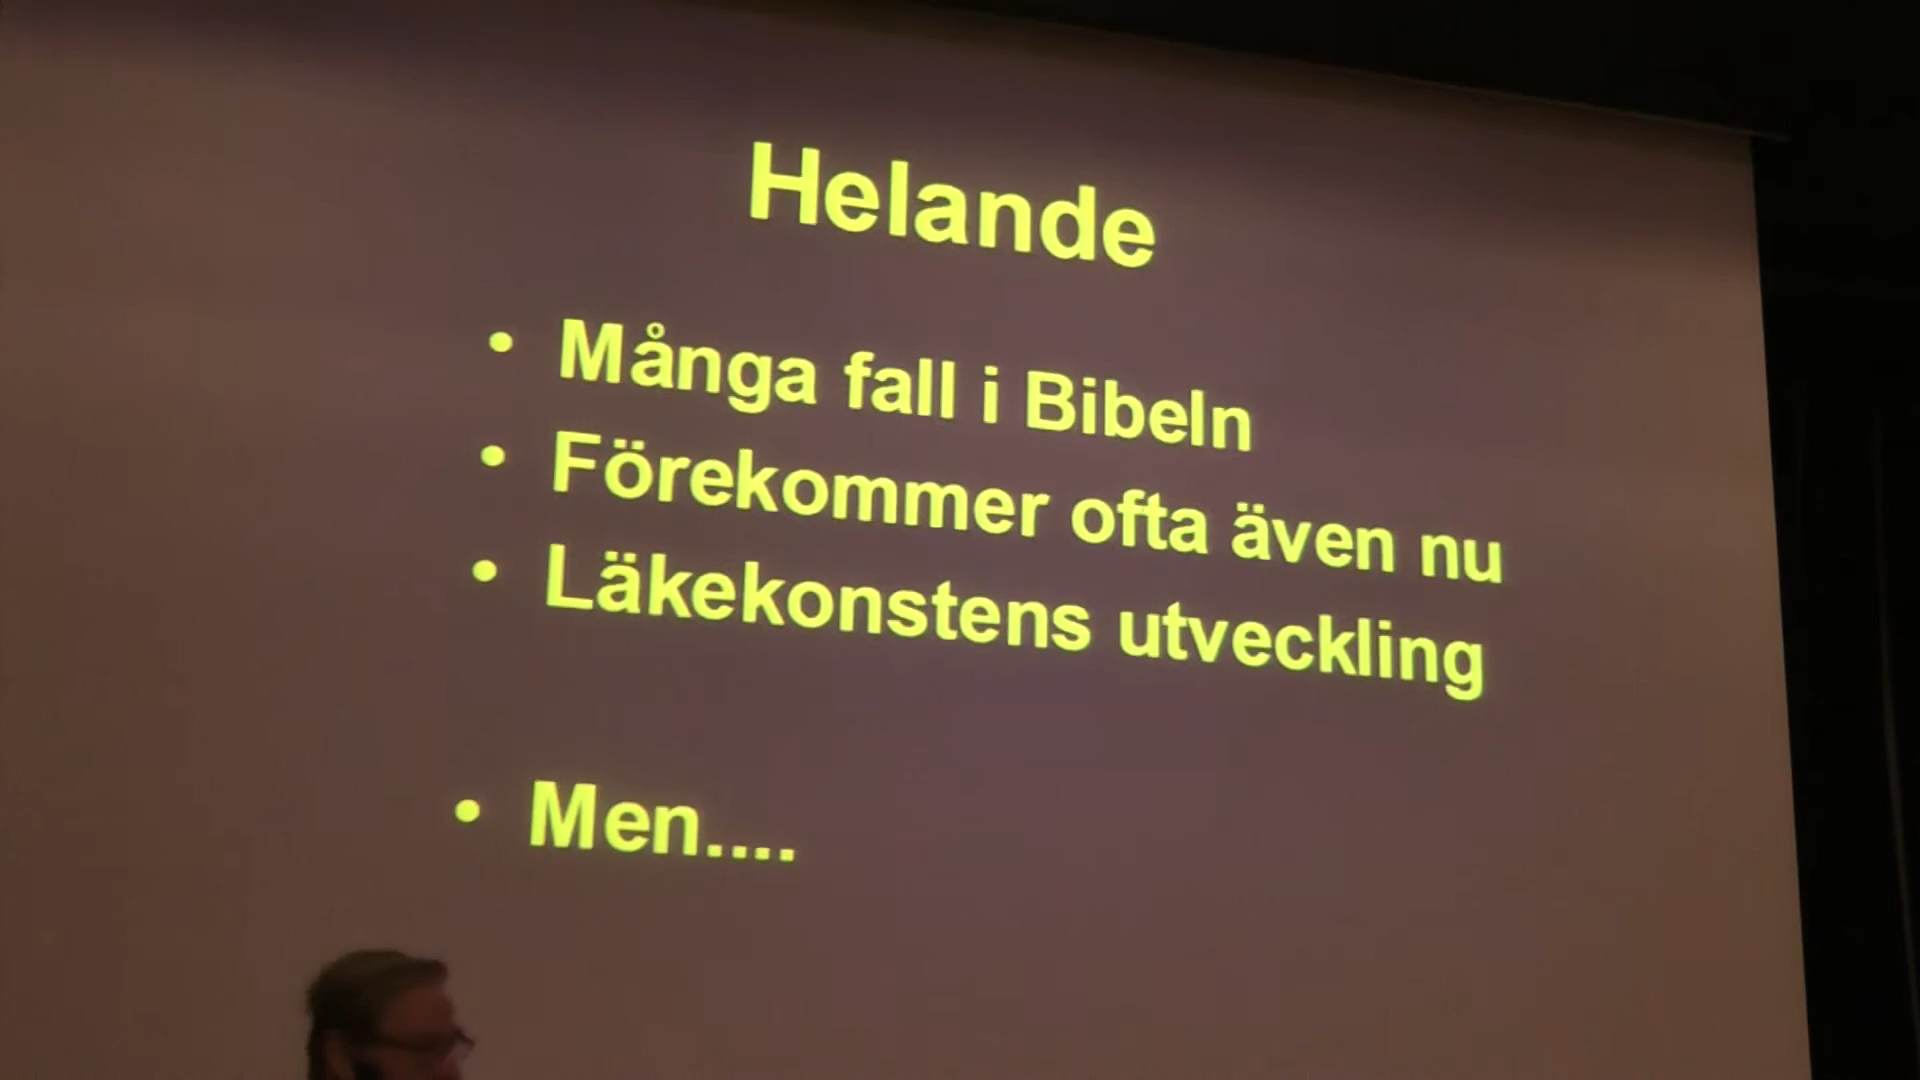 Helande
• Många fall i Bibeln
• Förekommer ofta även nu
• Läkekonstens utveckling
• Men....